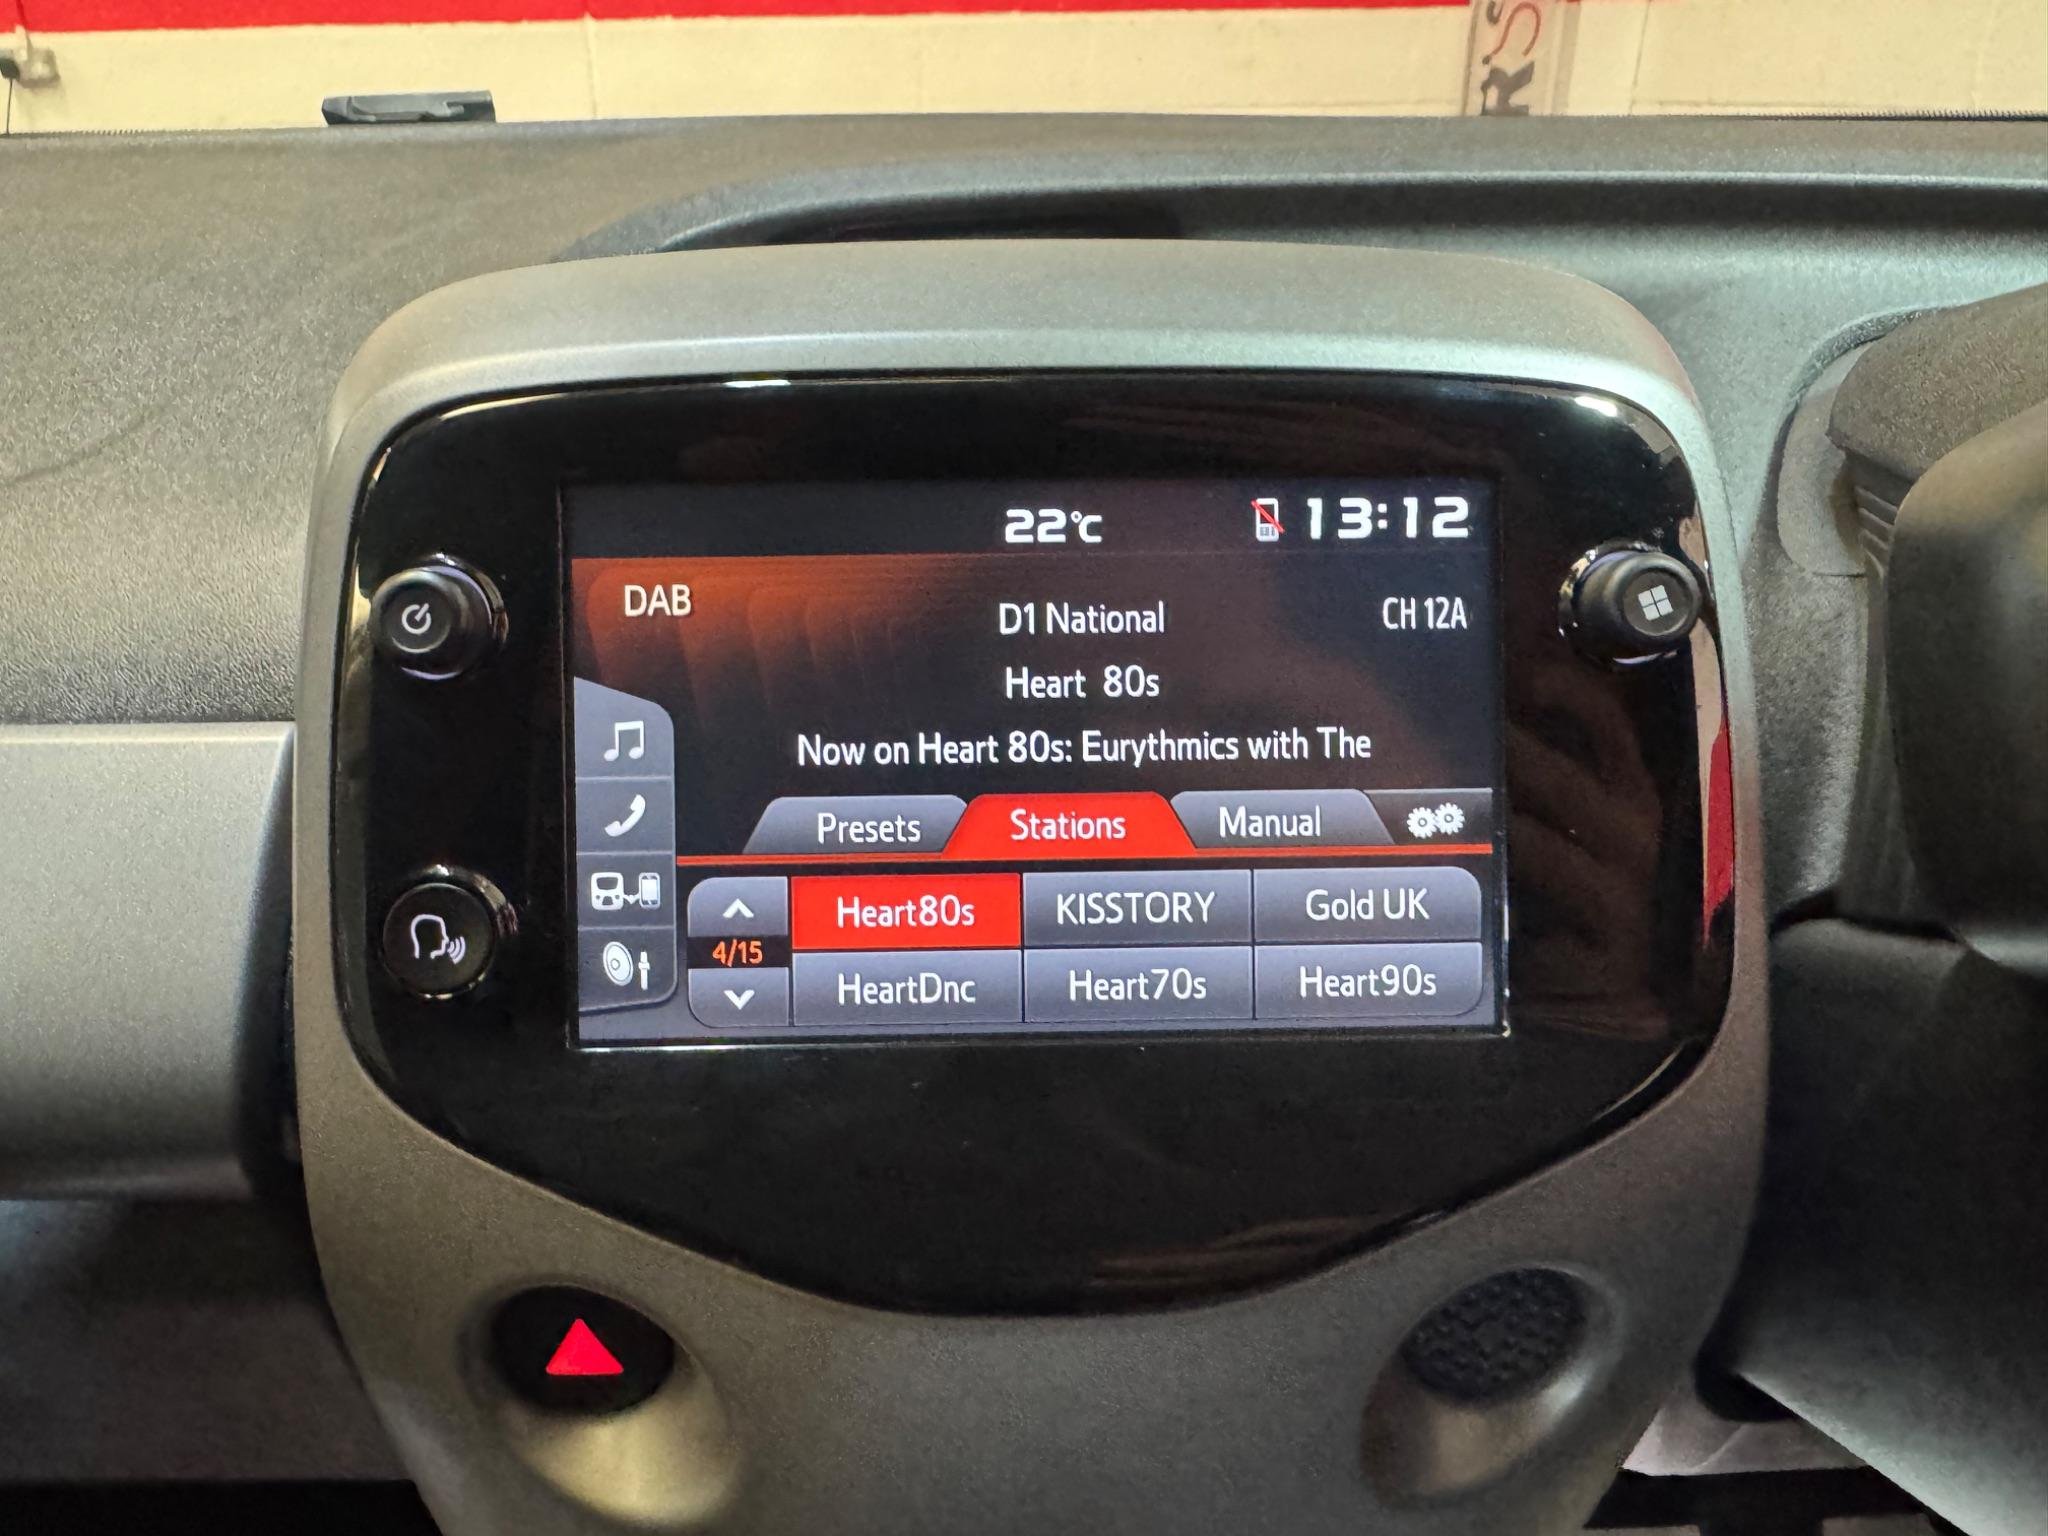 R'S
22°C
13:12
DAB
D1 National
CH 12A
Heart 80s
Now on Heart 80s: Eurythmics with The
Presets
Stations
Manual
Heart80s
KISSTORY
Gold UK
4/15
HeartDnc
Heart70s
Heart90s